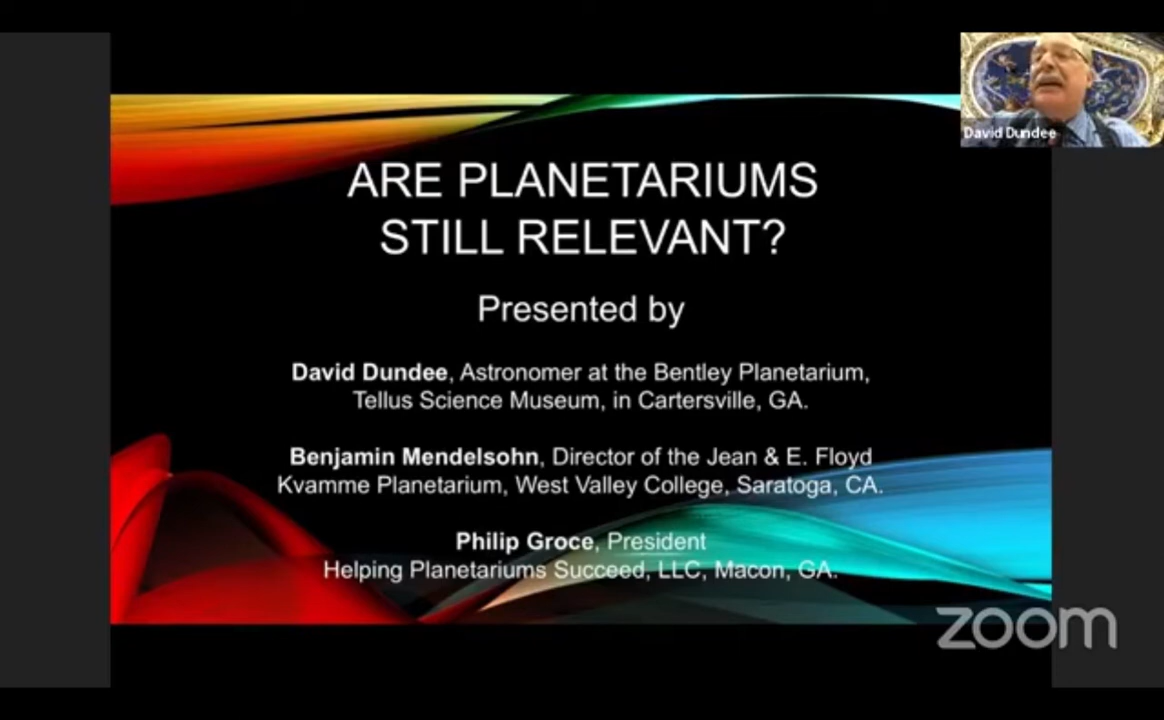 David Dundee
ARE PLANETARIUMS
STILL RELEVANT?
Presented by
David Dundee, Astronomer at the Bentley Planetarium,
Tellus Science Museum, in Cartersville, GA.
Benjamin Mendelsohn, Director of the Jean & E. Floyd
Kvamme Planetarium, West Valley College, Saratoga, CA.
Philip Groce, President
Helping Planetariums Succeed, LLC, Macon, GA.
zoom